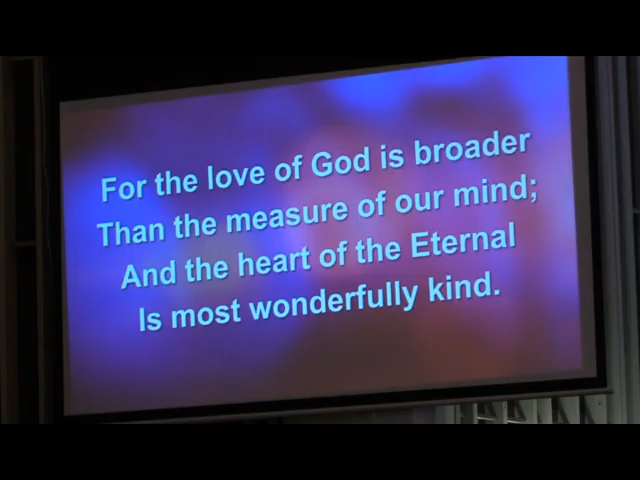 For the love of God is broader
Than the measure of our mind;
And the heart of the Eternal
Is most wonderfully kind.